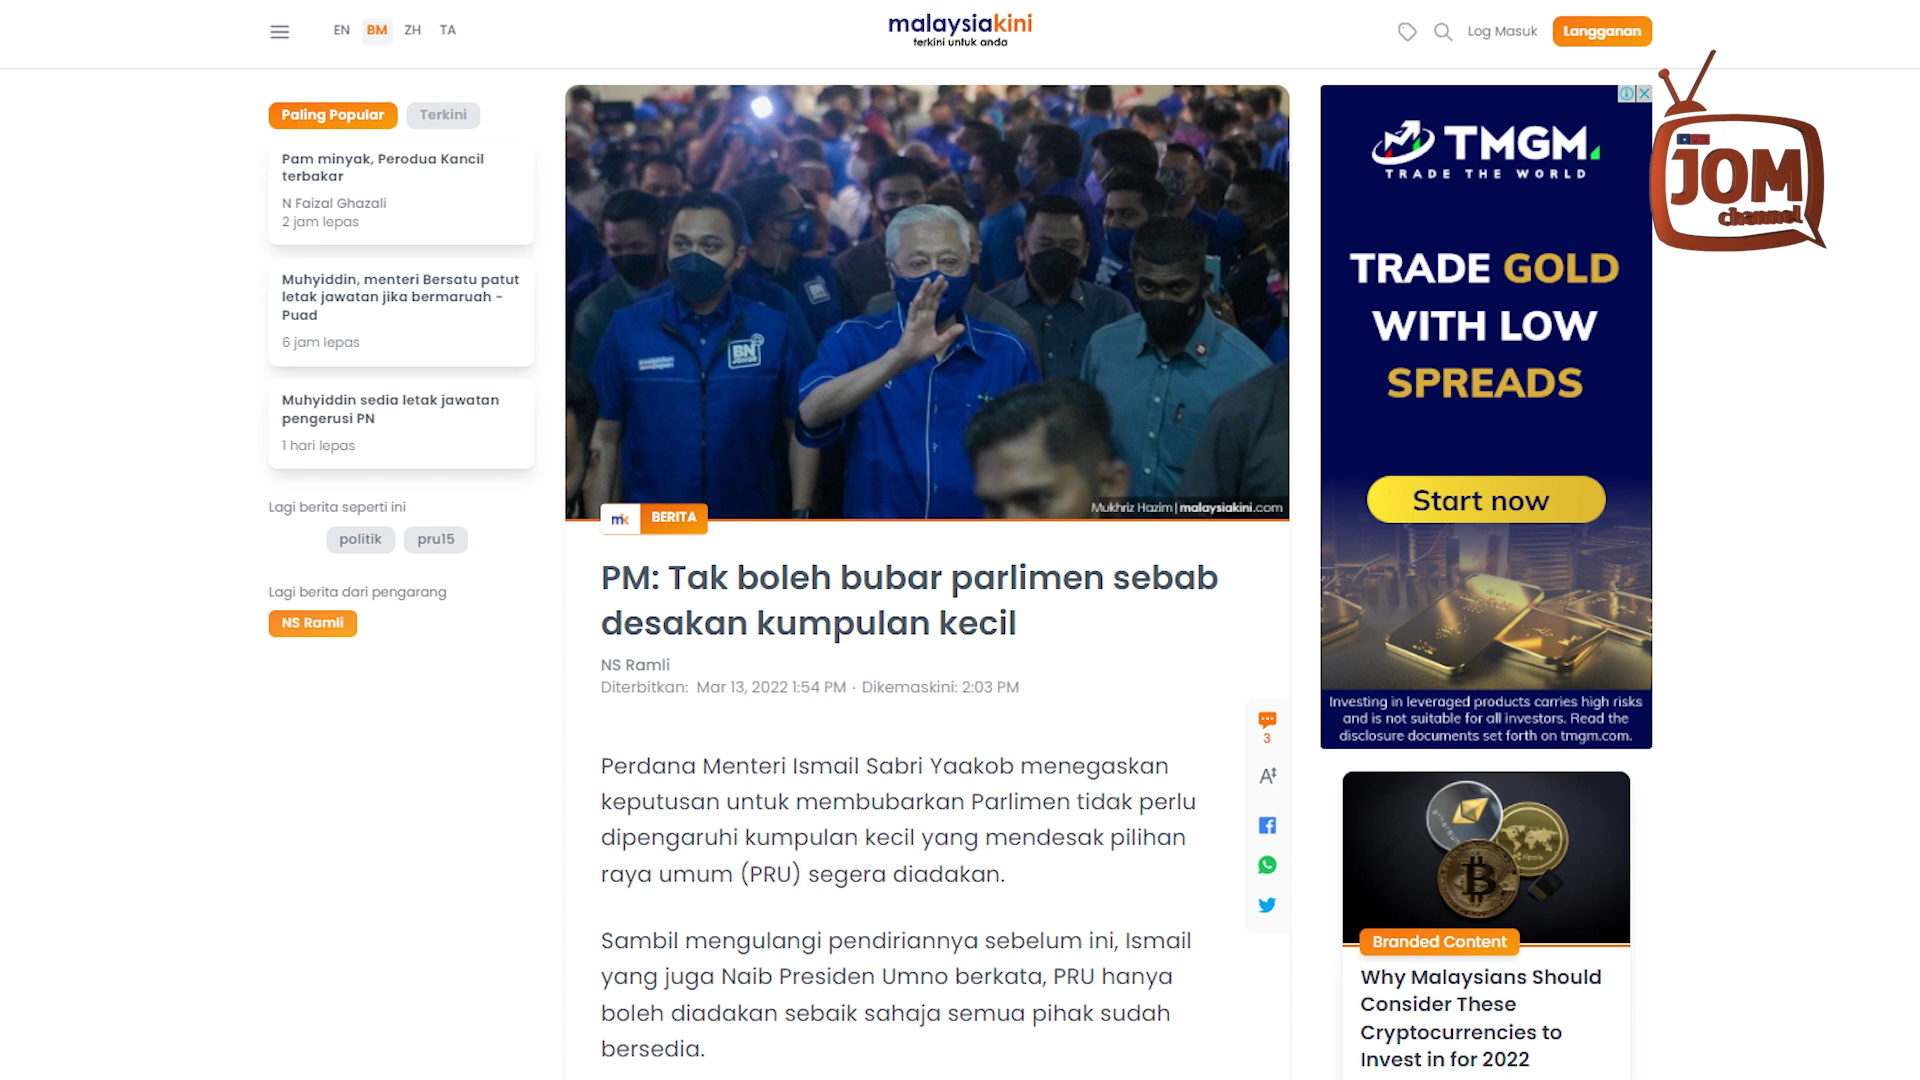 EN BM ZH TA
malaysiakini
terkini untuk anda
Log Masuk Langganan
Paling Popular Terkini
Pam minyak, Perodua Kancil
terbakar
N Faizal Ghazali
2 jam lepas
Muhyiddin, menteri Bersatu patut
letak jawatan jika bermaruah -
Puad
6 jam lepas
Muhyiddin sedia letak jawatan
pengerusi PN
1 hari lepas
Lagi berita seperti ini
politik pru15
Lagi berita dari pengarang
NS Ramli
BN
Mukhriz Hazim | malaysiakini.com
mk BERITA
PM: Tak boleh bubar parlimen sebab
desakan kumpulan kecil
NS Ramli
Diterbitkan: Mar 13, 2022 1:54 PM · Dikemaskini: 2:03 PM
Perdana Menteri Ismail Sabri Yaakob menegaskan
keputusan untuk membubarkan Parlimen tidak perlu
dipengaruhi kumpulan kecil yang mendesak pilihan
raya umum (PRU) segera diadakan.
Sambil mengulangi pendiriannya sebelum ini, Ismail
yang juga Naib Presiden Umno berkata, PRU hanya
boleh diadakan sebaik sahaja semua pihak sudah
bersedia.
3
A
TMGM
TRADE THE WORLD
TRADE GOLD
WITH LOW
SPREADS
Start now
Investing in leveraged products carries high risks
and is not suitable for all investors. Read the
disclosure documents set forth on tmgm.com.
JOM
channel
Branded Content
Why Malaysians Should
Consider These
Cryptocurrencies to
Invest in for 2022